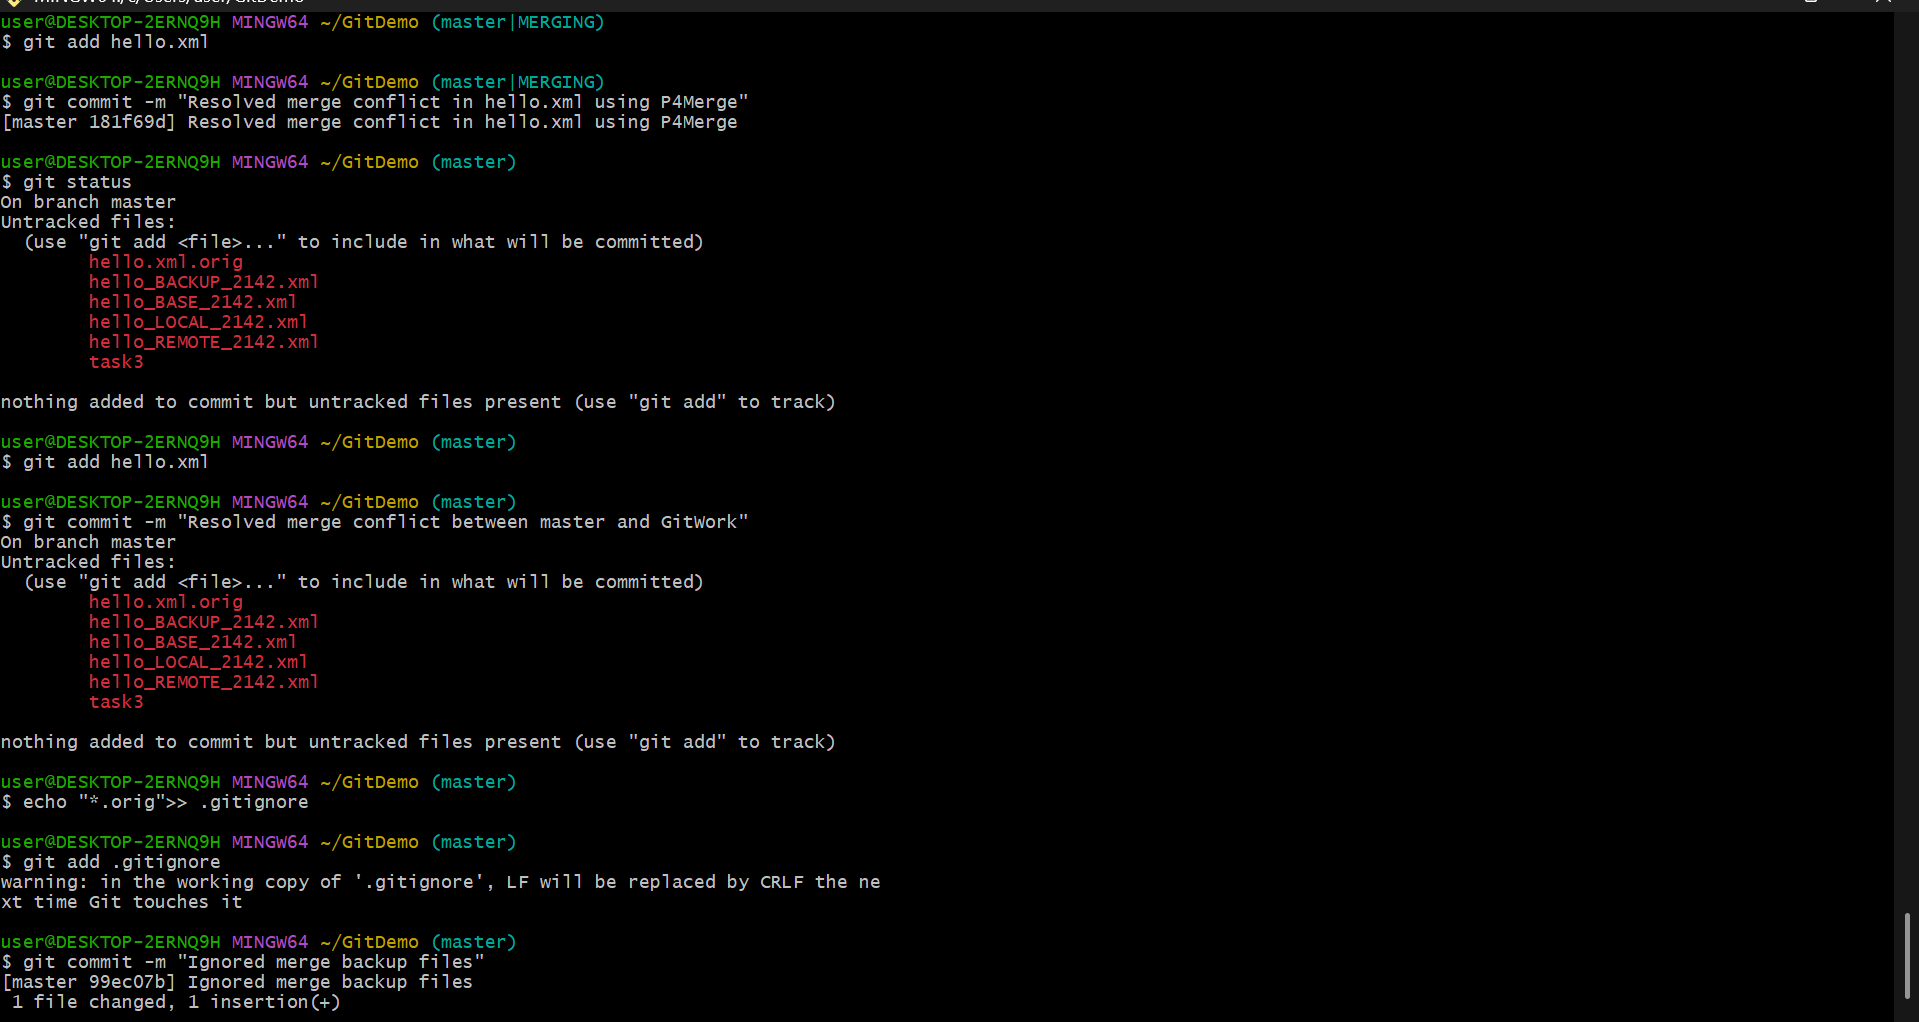 user@DESKTOP-2ERNQ9H MINGW64 ~/GitDemo (master|MERGING)
$ git add hello.xml
user@DESKTOP-2ERNQ9H MINGW64 ~/GitDemo (master|MERGING)
$ git commit -m "Resolved merge conflict in hello.xml using P4Merge"
[master 181f69d] Resolved merge conflict in hello.xml using P4Merge
user@DESKTOP-2ERNQ9H MINGW64 ~/GitDemo (master)
$ git status
On branch master
Untracked files:
  (use "git add <file>..." to include in what will be committed)
        hello.xml.orig
        hello_BACKUP_2142.xml
        hello_BASE_2142.xml
        hello_LOCAL_2142.xml
        hello_REMOTE_2142.xml
        task3
nothing added to commit but untracked files present (use "git add" to track)
user@DESKTOP-2ERNQ9H MINGW64 ~/GitDemo (master)
$ git add hello.xml
user@DESKTOP-2ERNQ9H MINGW64 ~/GitDemo (master)
$ git commit -m "Resolved merge conflict between master and GitWork"
On branch master
Untracked files:
  (use "git add <file>..." to include in what will be committed)
        hello.xml.orig
        hello_BACKUP_2142.xml
        hello_BASE_2142.xml
        hello_LOCAL_2142.xml
        hello_REMOTE_2142.xml
        task3
nothing added to commit but untracked files present (use "git add" to track)
user@DESKTOP-2ERNQ9H MINGW64 ~/GitDemo (master)
$ echo "*.orig">> .gitignore
user@DESKTOP-2ERNQ9H MINGW64 ~/GitDemo (master)
$ git add .gitignore
warning: in the working copy of '.gitignore', LF will be replaced by CRLF the ne
xt time Git touches it
user@DESKTOP-2ERNQ9H MINGW64 ~/GitDemo (master)
$ git commit -m "Ignored merge backup files"
[master 99ec07b] Ignored merge backup files
 1 file changed, 1 insertion(+)